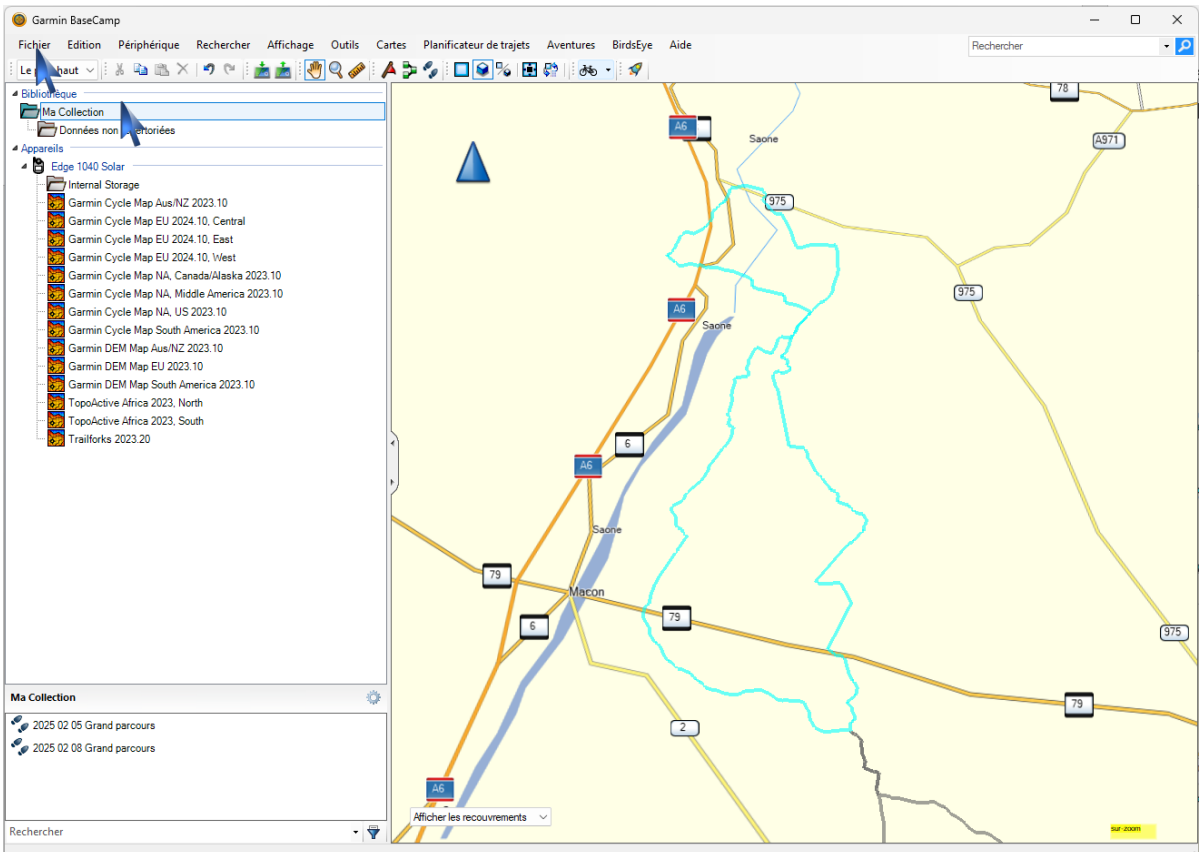 Garmin BaseCamp
Fichier Edition Périphérique Rechercher Affichage Outils Cartes Planificateur de trajets Aventures BirdsEye Aide
Rechercher
Le haut
Bibliothèque
Ma Collection
Données non
Appareils
Edge 1040 Solar
Internal Storage
Garmin Cycle Map Aus/NZ 2023.10
Garmin Cycle Map EU 2024.10, Central
Garmin Cycle Map EU 2024.10, East
Garmin Cycle Map EU 2024.10, West
Garmin Cycle Map NA, Canada/Alaska 2023.10
Garmin Cycle Map NA, Middle America 2023.10
Garmin Cycle Map NA, US 2023.10
Garmin Cycle Map South America 2023.10
Garmin DEM Map Aus/NZ 2023.10
Garmin DEM Map EU 2023.10
Garmin DEM Map South America 2023.10
TopoActive Africa 2023, North
TopoActive Africa 2023, South
Trailforks 2023.20
Ma Collection
2025 02 05 Grand parcours
2025 02 08 Grand parcours
Rechercher
78
A6
Saone
A971
975
975
A6
Saone
6
A6
Saone
79
Macon
79
6
975
79
2
A6
Afficher les recouvrements
sur-zoom